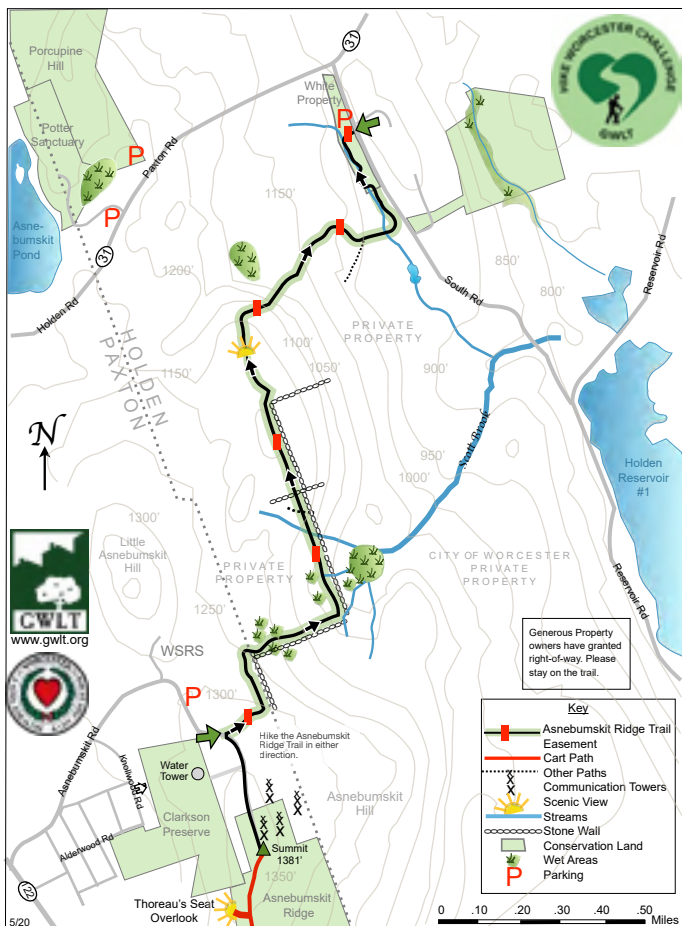 Porcupine
Hill
31
HIKE WORCESTER CHALLENGE
GWLT
White
Property
P
Potter
Sanctuary
P
Paxton Rd
1150'
P
Asne-
bumskit
Pond
31
1200'
850'
800'
Reservoir Rd
South Rd
Holden Rd
HOLDEN
PAXTON
1100'
PRIVATE
PROPERTY
1150'
1050'
900'
N
Scott Brook
950'
1000'
Holden
Reservoir
#1
1300'
Little
Asnebumskit
Hill
PRIVATE
PROPERTY
CITY OF WORCESTER
PRIVATE
PROPERTY
GWLT
www.gwlt.org
1250'
Reservoir Rd
WSRS
Generous Property
owners have granted
right-of-way. Please
stay on the trail.
P
1300'
Hike the Asnebumskit
Ridge Trail in either
direction.
Asnebumskit Rd
Knollwood Rd
Water
Tower
Clarkson
Preserve
Alderwood Rd
Asnebumskit
Hill
Summit
1381'
1350'
122
Thoreau's Seat
Overlook
Asnebumskit
Ridge
Key
Asnebumskit Ridge Trail
Easement
Cart Path
Other Paths
Communication Towers
Scenic View
Streams
Stone Wall
Conservation Land
Wet Areas
P Parking
0 .10 .20 .30 .40 .50
Miles
5/20